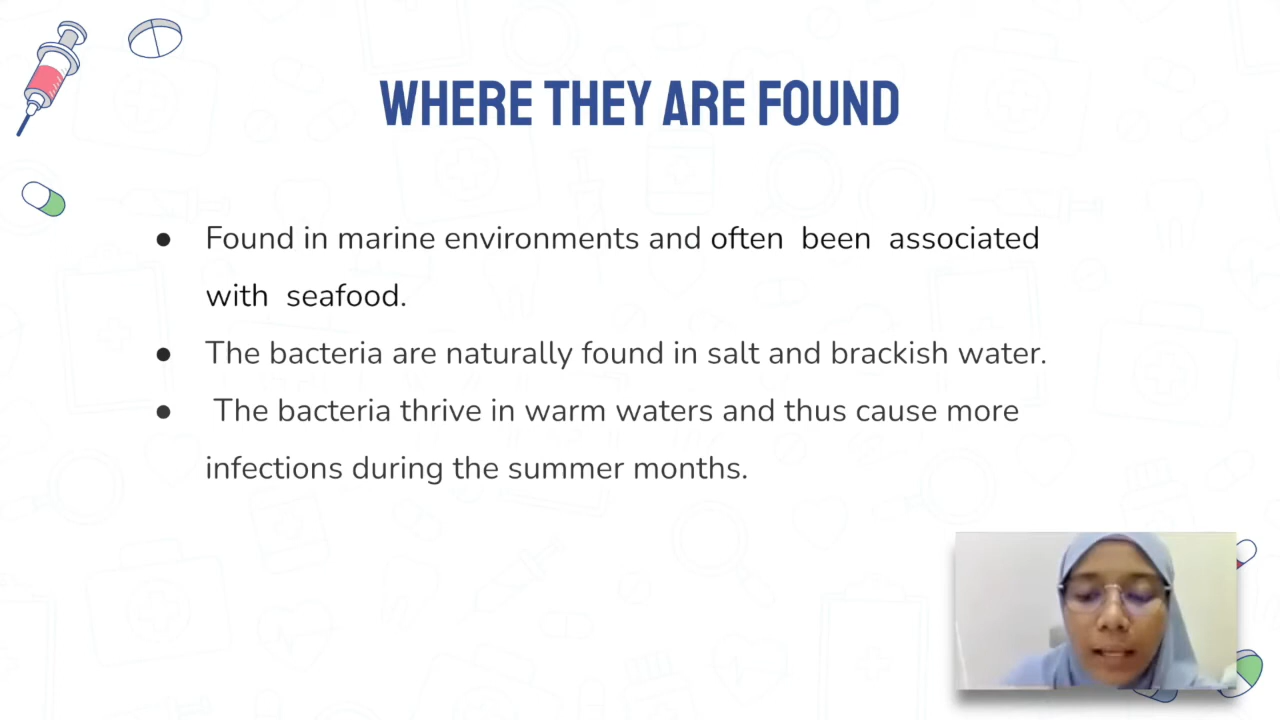 WHERE THEY ARE FOUND
● Found in marine environments and often been associated
with seafood.
● The bacteria are naturally found in salt and brackish water.
● The bacteria thrive in warm waters and thus cause more
infections during the summer months.